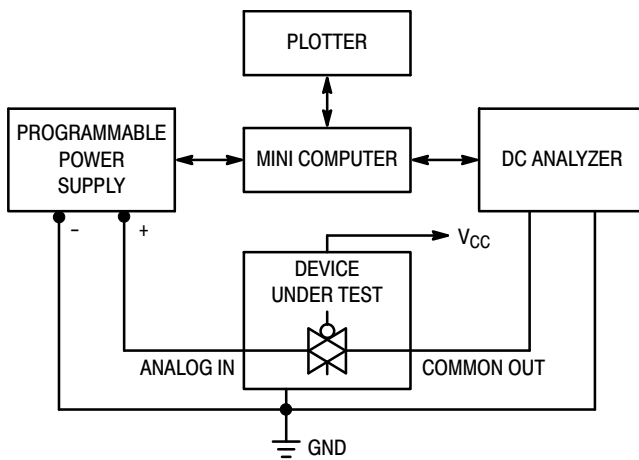 PLOTTER
PROGRAMMABLE
POWER
SUPPLY
MINI COMPUTER
DC ANALYZER
– +
VCC
DEVICE
UNDER TEST
ANALOG IN
COMMON OUT
GND